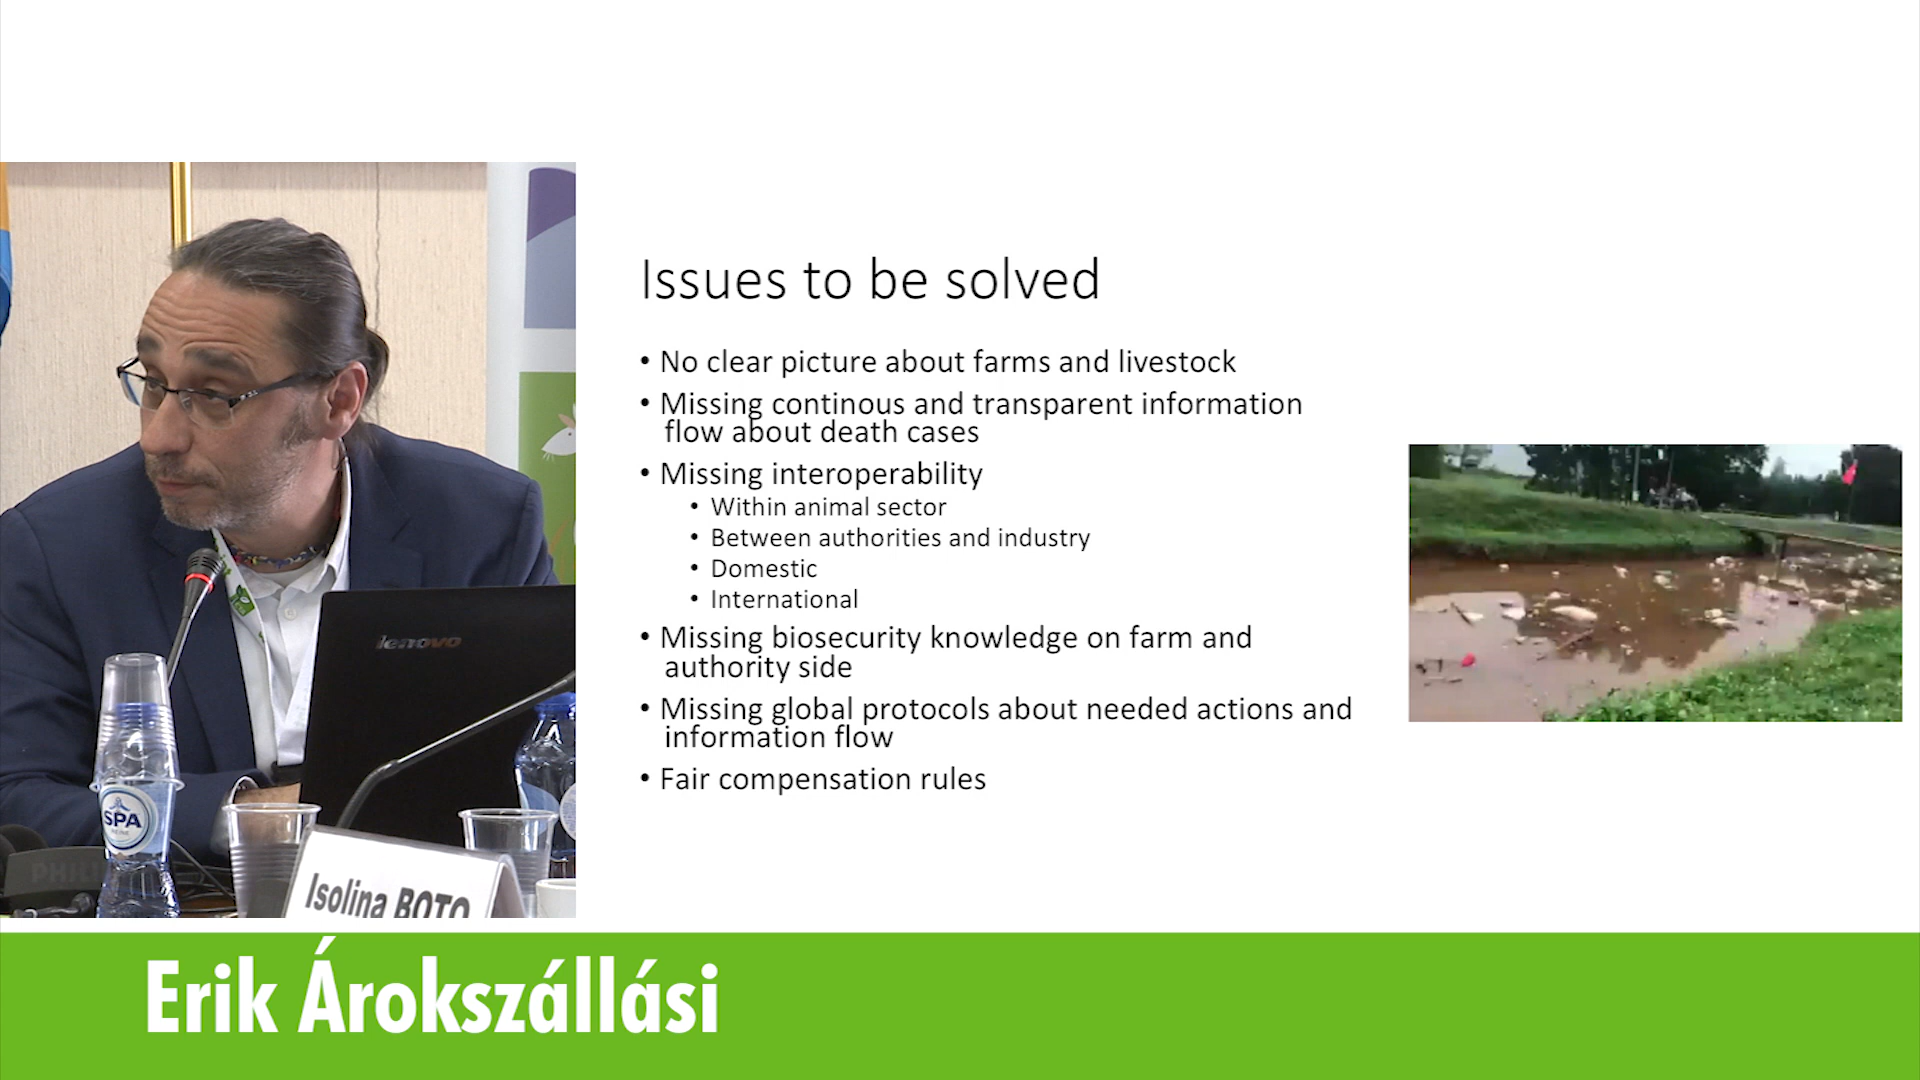 Issues to be solved
• No clear picture about farms and livestock
• Missing continous and transparent information
flow about death cases
• Missing interoperability
• Within animal sector
• Between authorities and industry
• Domestic
• International
• Missing biosecurity knowledge on farm and
authority side
• Missing global protocols about needed actions and
information flow
• Fair compensation rules
lenovo
SPA
Isolina BOTO
Erik Árokszállási